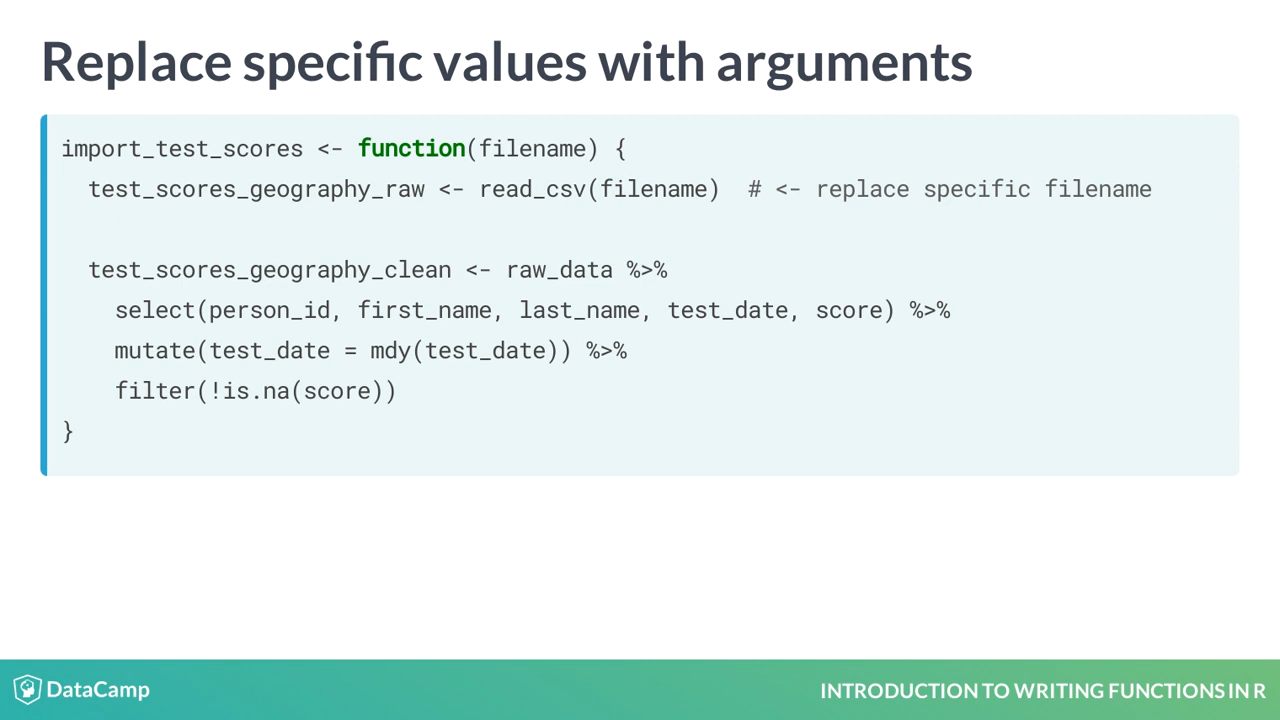 Replace specific values with arguments
import_test_scores <- function(filename) {
  test_scores_geography_raw <- read_csv(filename)  # <- replace specific filename
  test_scores_geography_clean <- raw_data %>%
    select(person_id, first_name, last_name, test_date, score) %>%
    mutate(test_date = mdy(test_date)) %>%
    filter(!is.na(score))
}
DataCamp
INTRODUCTION TO WRITING FUNCTIONS IN R